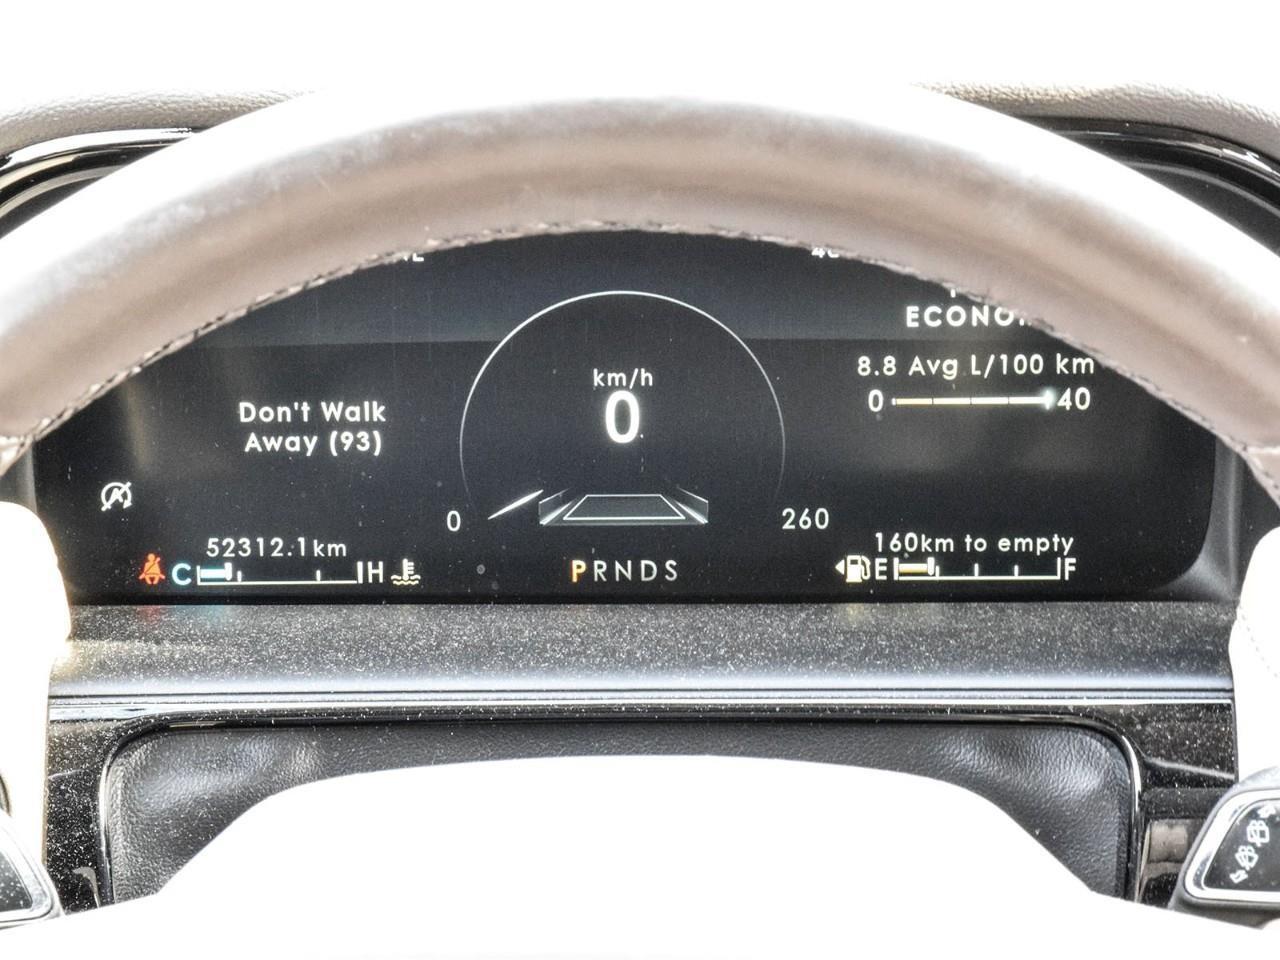 ECONO
8.8 Avg L/100 km
0 40
km/h
0
Don't Walk
Away (93)
0 260
52312.1km
160km to empty
C H
PRNDS
E F